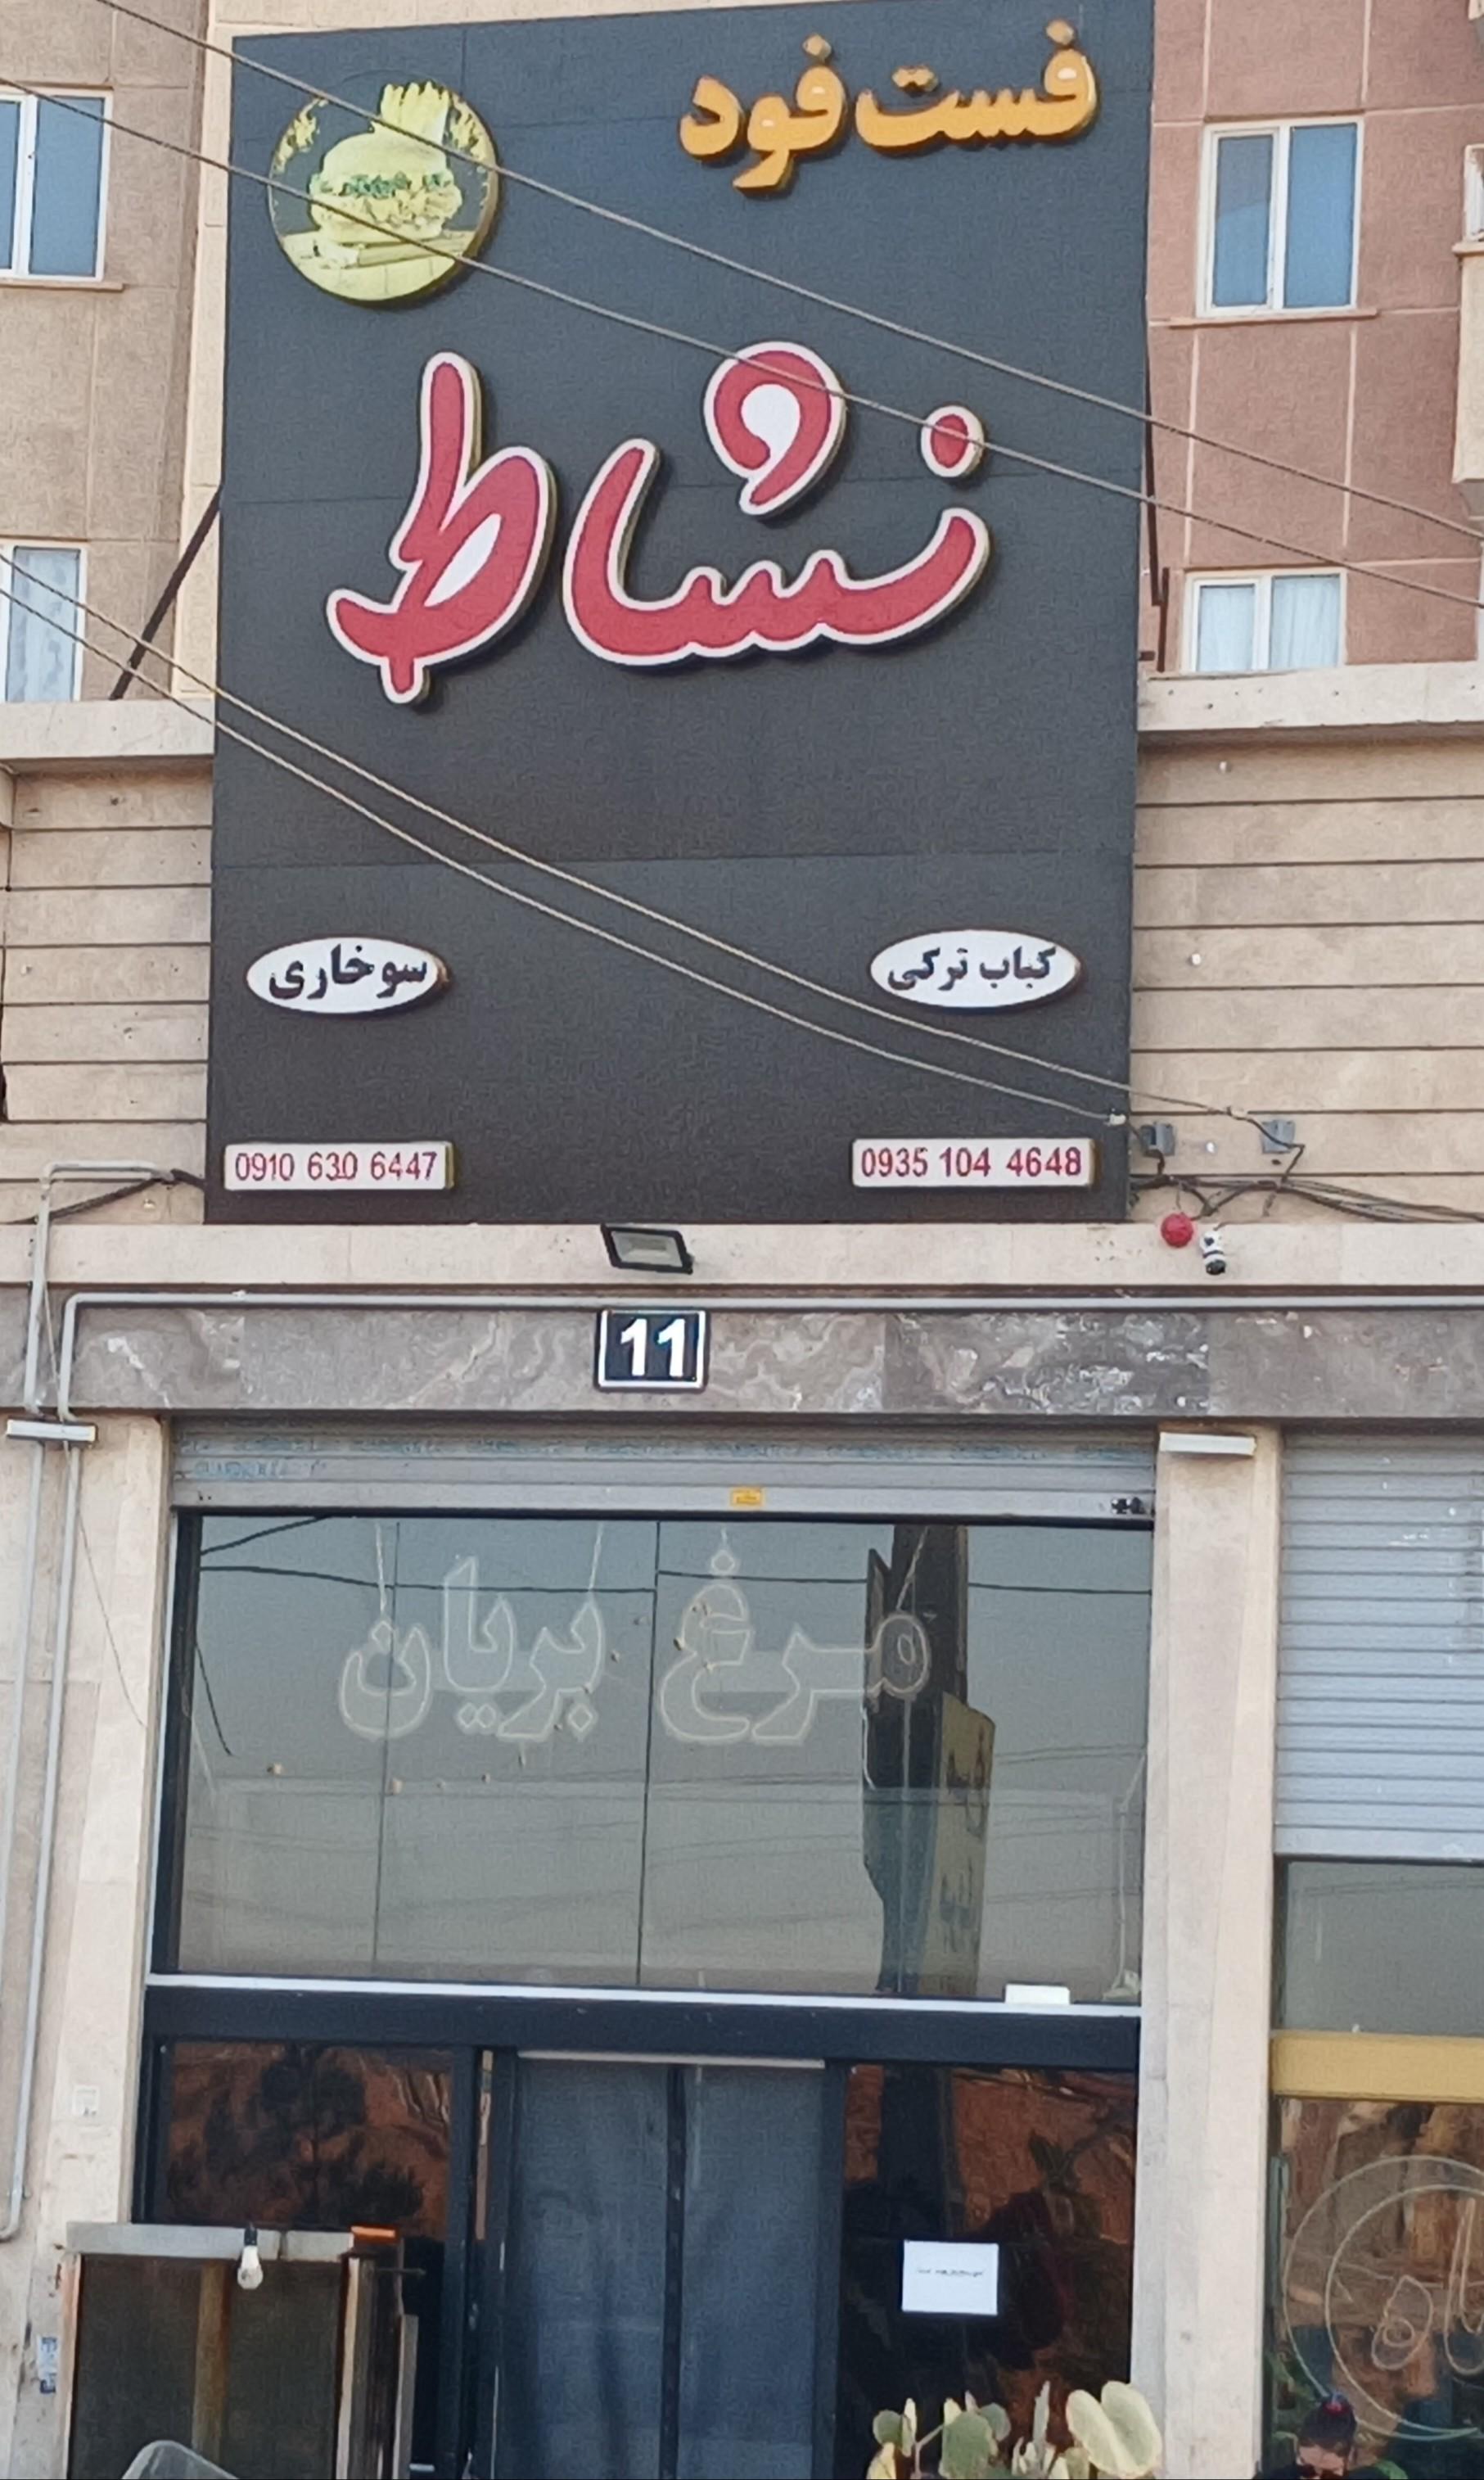 فست فود
نشاط
کباب ترکی
سوخاری
0935 104 4648
0910 630 6447
11
مرغ بریان